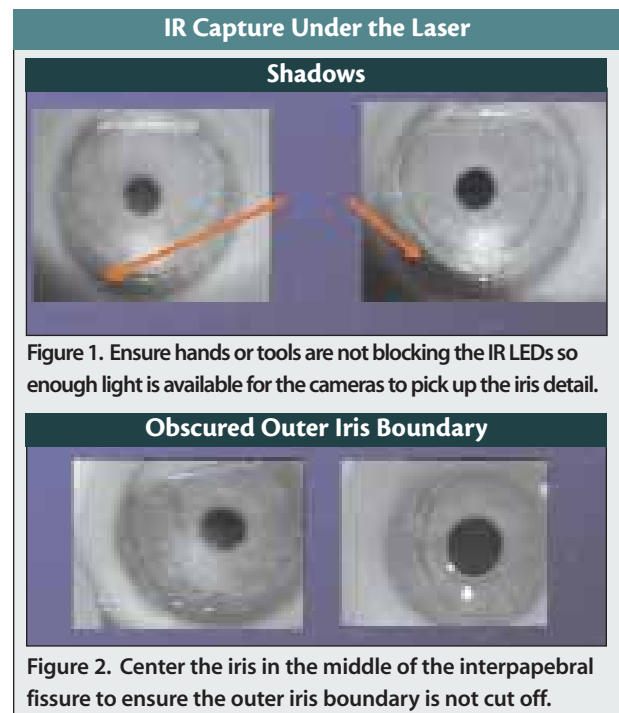 IR Capture Under the Laser
Shadows
Figure 1. Ensure hands or tools are not blocking the IR LEDs so
enough light is available for the cameras to pick up the iris detail.
Obscured Outer Iris Boundary
Figure 2. Center the iris in the middle of the interpapebral
fissure to ensure the outer iris boundary is not cut off.